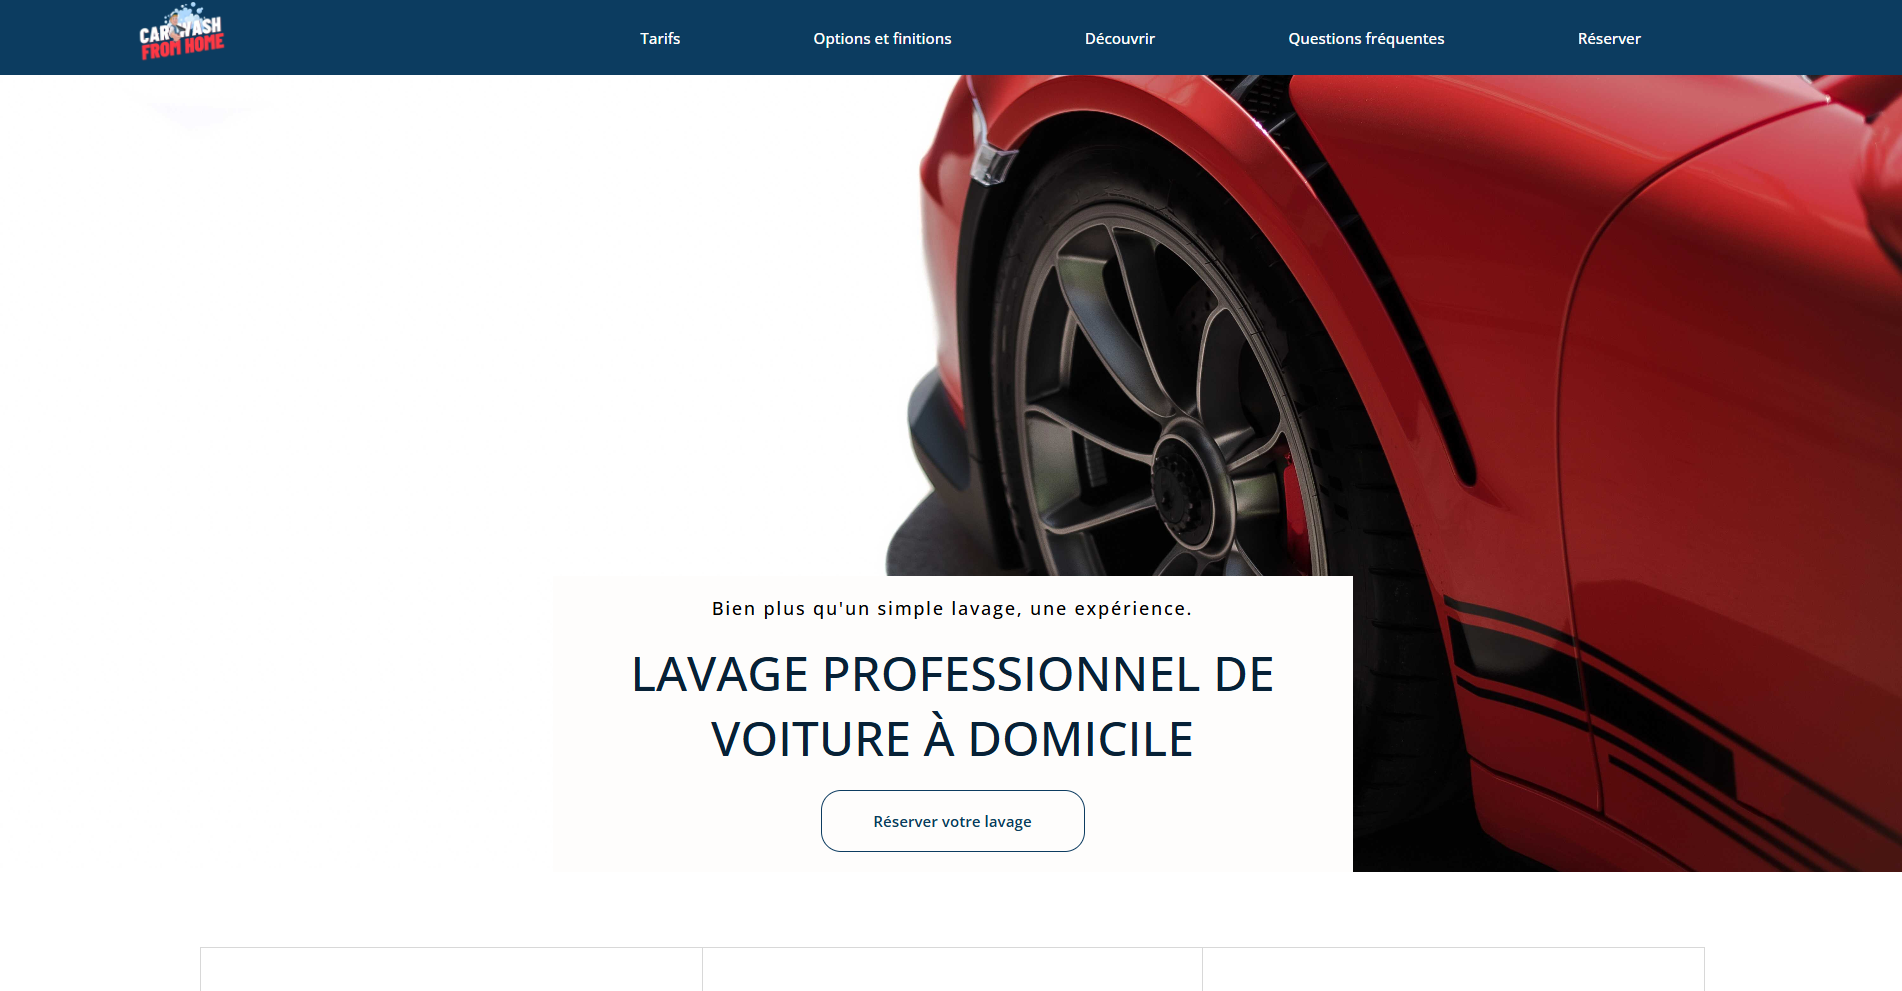 CAR WASH
FROM HOME
Tarifs
Options et finitions
Découvrir
Questions fréquentes
Réserver
Bien plus qu'un simple lavage, une expérience.
LAVAGE PROFESSIONNEL DE
VOITURE À DOMICILE
Réserver votre lavage